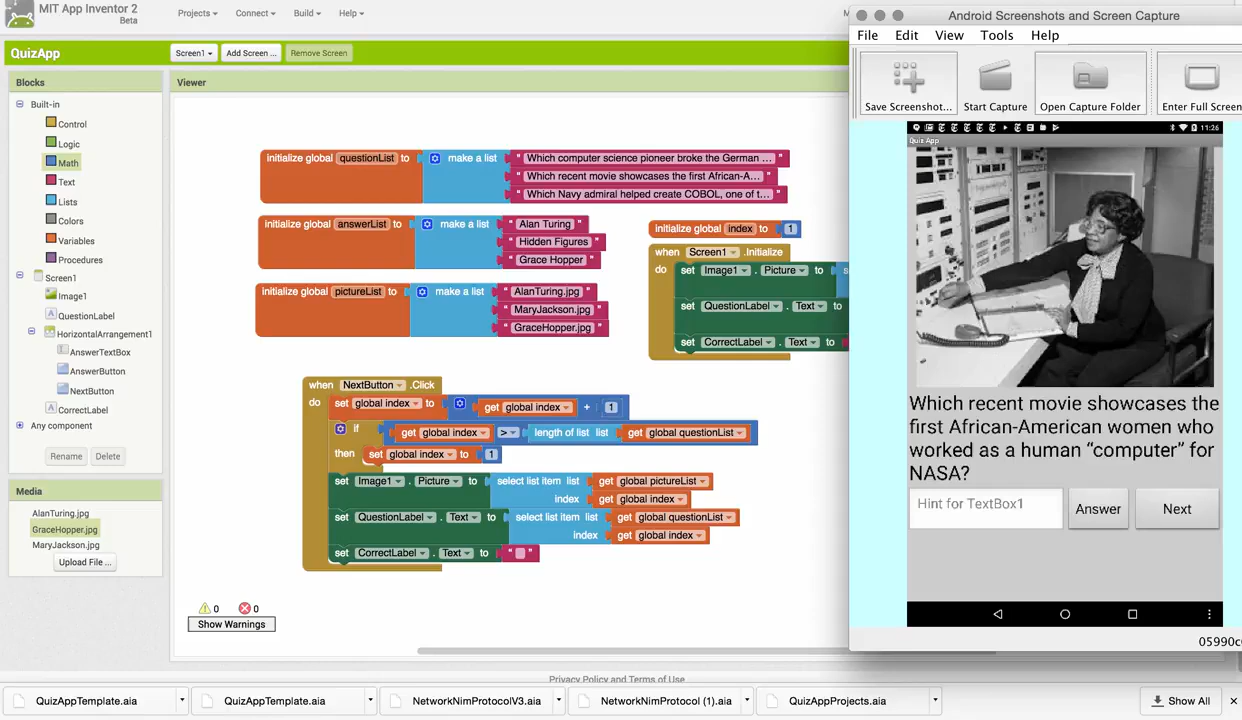 MIT App Inventor 2
Beta
Projects
Connect
Build
Help
M
QuizApp
Screen1
Add Screen ...
Remove Screen
Blocks
Built-in
Control
Logic
Math
Text
Lists
Colors
Variables
Procedures
Screen1
Image1
QuestionLabel
HorizontalArrangement1
AnswerTextBox
AnswerButton
NextButton
CorrectLabel
Any component
Rename
Delete
Media
AlanTuring.jpg
GraceHopper.jpg
MaryJackson.jpg
Upload File ...
Viewer
initialize global questionList to make a list
" Which computer science pioneer broke the German ... "
" Which recent movie showcases the first African-A... "
" Which Navy admiral helped create COBOL, one of t... "
initialize global answerList to make a list
" Alan Turing "
" Hidden Figures "
" Grace Hopper "
initialize global pictureList to make a list
" AlanTuring.jpg "
" MaryJackson.jpg "
" GraceHopper.jpg "
initialize global index to 1
when Screen1 .Initialize
do set Image1 . Picture to s
set QuestionLabel . Text to
set CorrectLabel . Text to
when NextButton .Click
do set global index to get global index + 1
if get global index > length of list list get global questionList
then set global index to 1
set Image1 . Picture to select list item list get global pictureList
index get global index
set QuestionLabel . Text to select list item list get global questionList
index get global index
set CorrectLabel . Text to " "
0 0
Show Warnings
Privacy Policy and Terms of Use
Android Screenshots and Screen Capture
File Edit View Tools Help
Save Screenshot...
Start Capture
Open Capture Folder
Enter Full Screen
11:26
Quiz App
Which recent movie showcases the
first African-American women who
worked as a human “computer” for
NASA?
Hint for TextBox1
Answer
Next
05990c
QuizAppTemplate.aia
QuizAppTemplate.aia
NetworkNimProtocolV3.aia
NetworkNimProtocol (1).aia
QuizAppProjects.aia
Show All